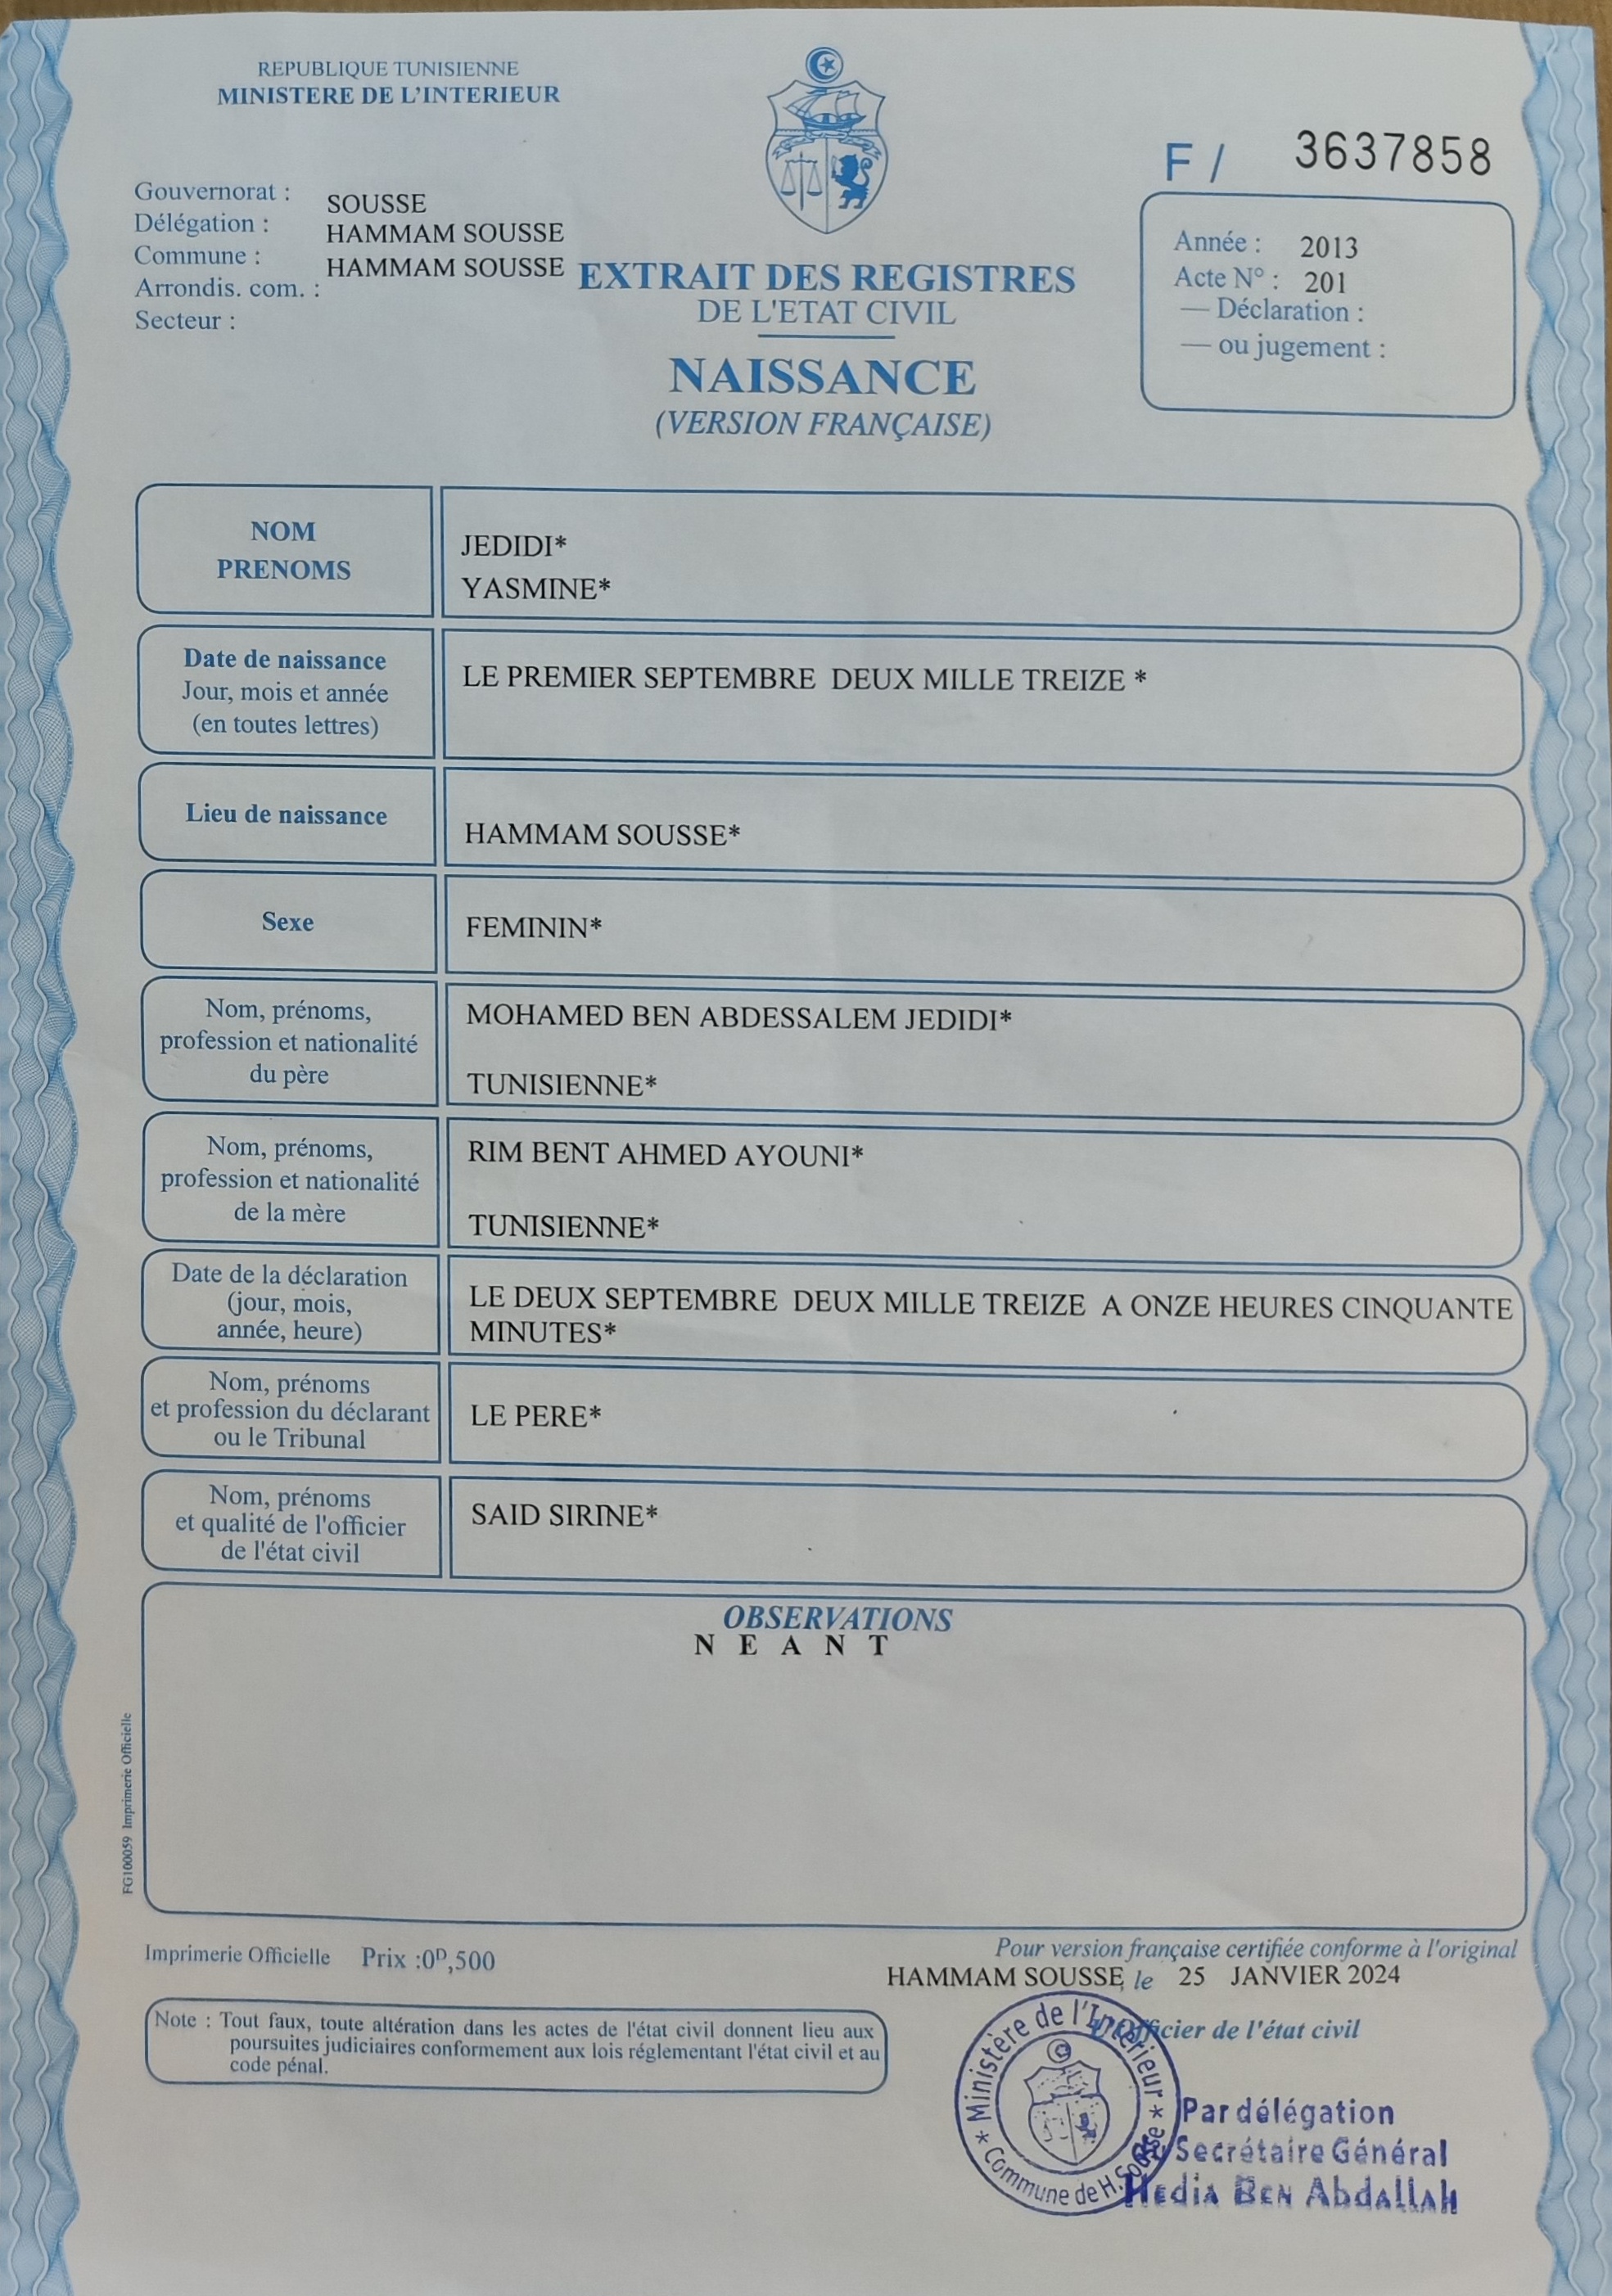 REPUBLIQUE TUNISIENNE
MINISTERE DE L'INTERIEUR
F / 3637858
Gouvernorat : SOUSSE
Délégation : HAMMAM SOUSSE
Commune : HAMMAM SOUSSE
Arrondis. com. :
Secteur :
EXTRAIT DES REGISTRES
DE L'ETAT CIVIL
NAISSANCE
(VERSION FRANÇAISE)
Année : 2013
Acte N° : 201
— Déclaration :
— ou jugement :
NOM
PRENOMS
JEDIDI*
YASMINE*
Date de naissance
Jour, mois et année
(en toutes lettres)
LE PREMIER SEPTEMBRE DEUX MILLE TREIZE *
Lieu de naissance
HAMMAM SOUSSE*
Sexe
FEMININ*
Nom, prénoms,
profession et nationalité
du père
MOHAMED BEN ABDESSALEM JEDIDI*
TUNISIENNE*
Nom, prénoms,
profession et nationalité
de la mère
RIM BENT AHMED AYOUNI*
TUNISIENNE*
Date de la déclaration
(jour, mois,
année, heure)
LE DEUX SEPTEMBRE DEUX MILLE TREIZE A ONZE HEURES CINQUANTE
MINUTES*
Nom, prénoms
et profession du déclarant
ou le Tribunal
LE PERE*
Nom, prénoms
et qualité de l'officier
de l'état civil
SAID SIRINE*
OBSERVATIONS
N E A N T
FG100059 Imprimerie Officielle
Imprimerie Officielle Prix :0ᴰ,500
Pour version française certifiée conforme à l'original
HAMMAM SOUSSE, le 25 JANVIER 2024
L'Officier de l'état civil
Note : Tout faux, toute altération dans les actes de l'état civil donnent lieu aux
poursuites judiciaires conformement aux lois réglementant l'état civil et au
code pénal.
* Ministère de l'Intérieur *
Commune de H. Sousse
Par délégation
du Secrétaire Général
Hedia Ben Abdallah